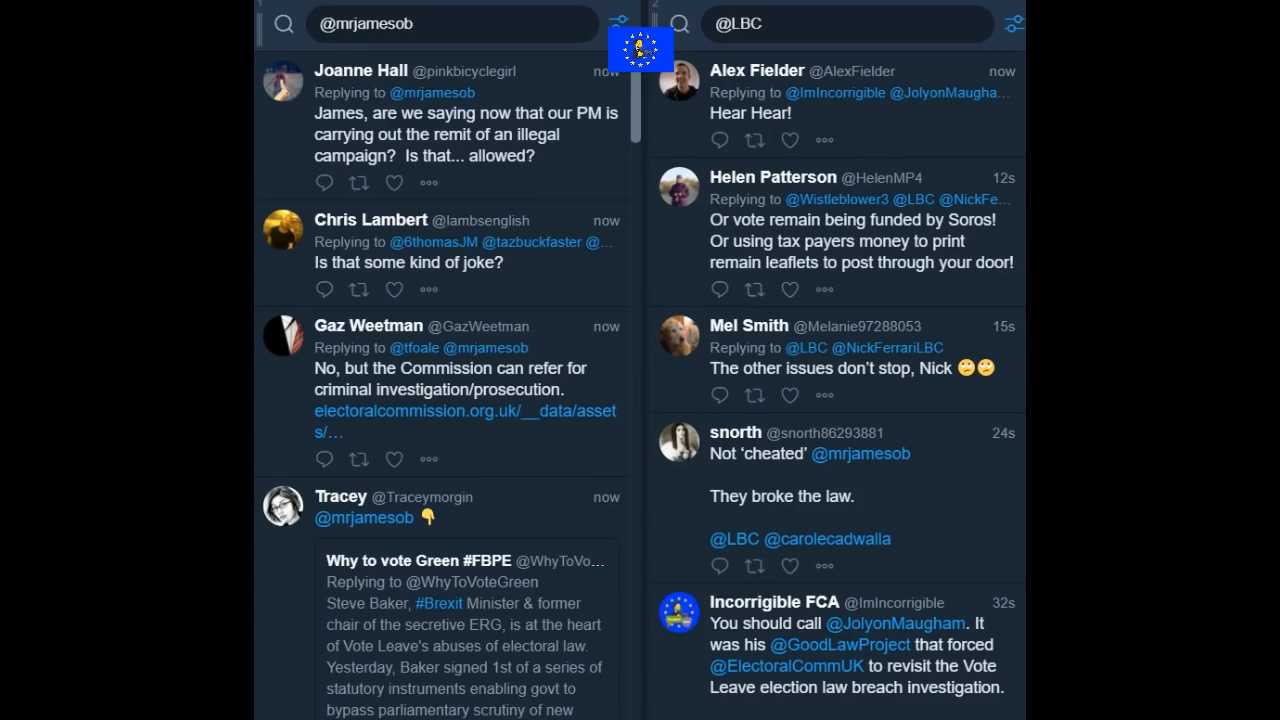 1
@mrjamesob
Joanne Hall @pinkbicyclegirl now
Replying to @mrjamesob
James, are we saying now that our PM is
carrying out the remit of an illegal
campaign?  Is that... allowed?
Chris Lambert @lambsenglish now
Replying to @6thomasJM @tazbuckfaster @...
Is that some kind of joke?
Gaz Weetman @GazWeetman now
Replying to @tfoale @mrjamesob
No, but the Commission can refer for
criminal investigation/prosecution.
electoralcommission.org.uk/__data/asset
s/…
Tracey @Traceymorgin now
@mrjamesob 👇
Why to vote Green #FBPE @WhyToVo...
Replying to @WhyToVoteGreen
Steve Baker, #Brexit Minister & former
chair of the secretive ERG, is at the heart
of Vote Leave's abuses of electoral law.
Yesterday, Baker signed 1st of a series of
statutory instruments enabling govt to
bypass parliamentary scrutiny of new
2
@LBC
Alex Fielder @AlexFielder now
Replying to @ImIncorrigible @JolyonMaugha...
Hear Hear!
Helen Patterson @HelenMP4 12s
Replying to @Wistleblower3 @LBC @NickFe...
Or vote remain being funded by Soros!
Or using tax payers money to print
remain leaflets to post through your door!
Mel Smith @Melanie97288053 15s
Replying to @LBC @NickFerrariLBC
The other issues don’t stop, Nick 🙄🙄
snorth @snorth86293881 24s
Not ‘cheated’ @mrjamesob
They broke the law.
@LBC @carolecadwalla
Incorrigible FCA @ImIncorrigible 32s
You should call @JolyonMaugham. It
was his @GoodLawProject that forced
@ElectoralCommUK to revisit the Vote
Leave election law breach investigation.